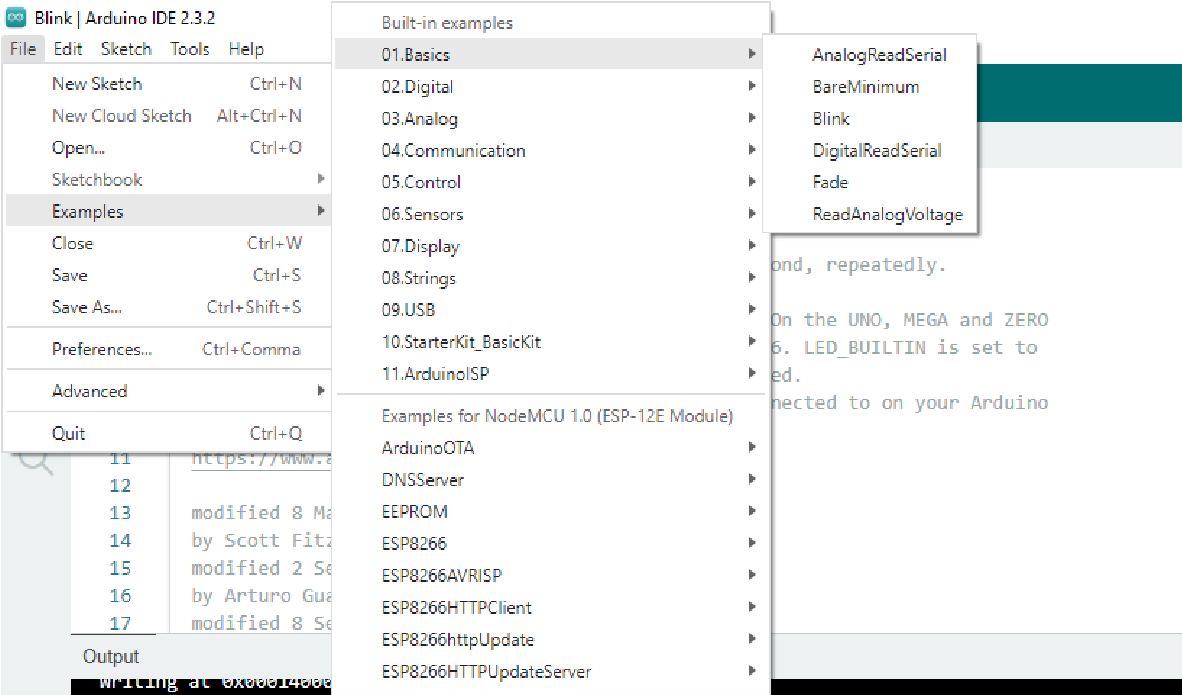 Blink | Arduino IDE 2.3.2
File Edit Sketch Tools Help
New Sketch Ctrl+N
New Cloud Sketch Alt+Ctrl+N
Open... Ctrl+O
Sketchbook
Examples
Close Ctrl+W
Save Ctrl+S
Save As... Ctrl+Shift+S
Preferences... Ctrl+Comma
Advanced
Quit Ctrl+Q
Built-in examples
01.Basics
02.Digital
03.Analog
04.Communication
05.Control
06.Sensors
07.Display
08.Strings
09.USB
10.StarterKit_BasicKit
11.ArduinoISP
Examples for NodeMCU 1.0 (ESP-12E Module)
ArduinoOTA
DNSServer
EEPROM
ESP8266
ESP8266AVRISP
ESP8266HTTPClient
ESP8266httpUpdate
ESP8266HTTPUpdateServer
AnalogReadSerial
BareMinimum
Blink
DigitalReadSerial
Fade
ReadAnalogVoltage
ond, repeatedly.
On the UNO, MEGA and ZERO
6. LED_BUILTIN is set to
ed.
nected to on your Arduino
11 https://www.a
12
13 modified 8 Ma
14 by Scott Fitz
15 modified 2 Se
16 by Arturo Gua
17 modified 8 Se
Output
Writing at 0x00014000